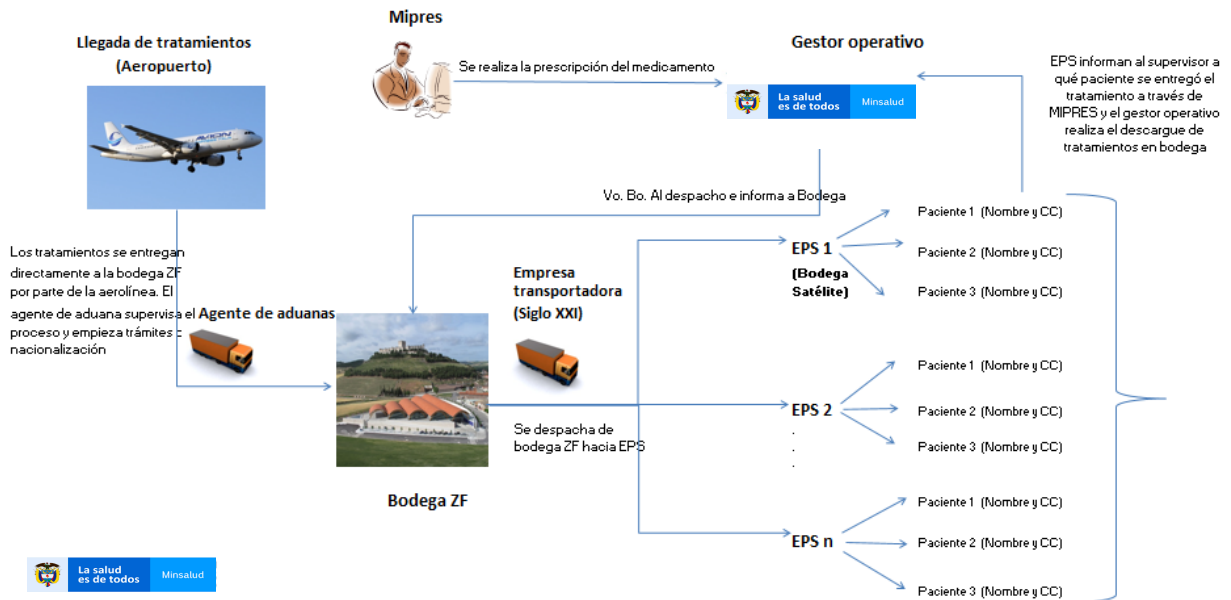 Mipres
Llegada de tratamientos
(Aeropuerto)
Gestor operativo
Se realiza la prescripción del medicamento
La salud
es de todos
Minsalud
EPS informan al supervisor a
qué paciente se entregó el
tratamiento a través de
MIPRES y el gestor operativo
realiza el descargue de
tratamientos en bodega
AVION
Vo. Bo. Al despacho e informa a Bodega
Los tratamientos se entregan
directamente a la bodega ZF
por parte de la aerolínea. El
agente de aduana supervisa el
proceso y empieza trámites
nacionalización
Agente de aduanas
Empresa
transportadora
(Siglo XXI)
EPS 1
(Bodega
Satélite)
Paciente 1 (Nombre y CC)
Paciente 2 (Nombre y CC)
Paciente 3 (Nombre y CC)
Se despacha de
bodega ZF hacia EPS
EPS 2
.
.
.
Paciente 1 (Nombre y CC)
Paciente 2 (Nombre y CC)
Paciente 3 (Nombre y CC)
Bodega ZF
EPS n
Paciente 1 (Nombre y CC)
Paciente 2 (Nombre y CC)
Paciente 3 (Nombre y CC)
La salud
es de todos
Minsalud